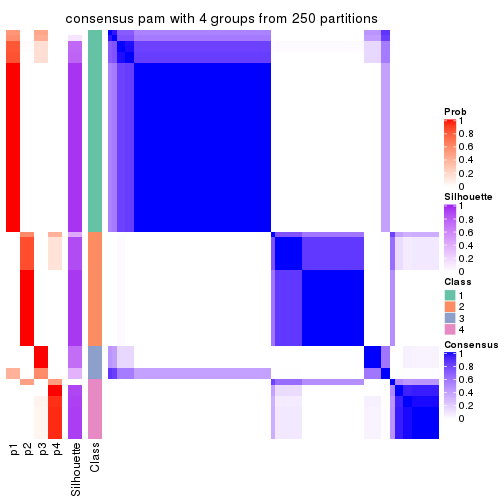 consensus pam with 4 groups from 250 partitions
Prob
1
0.8
0.6
0.4
0.2
0
Silhouette
1
0.8
0.6
0.4
0.2
0
Class
1
2
3
4
Consensus
1
0.8
0.6
0.4
0.2
0
p1
p2
p3
p4
Silhouette
Class